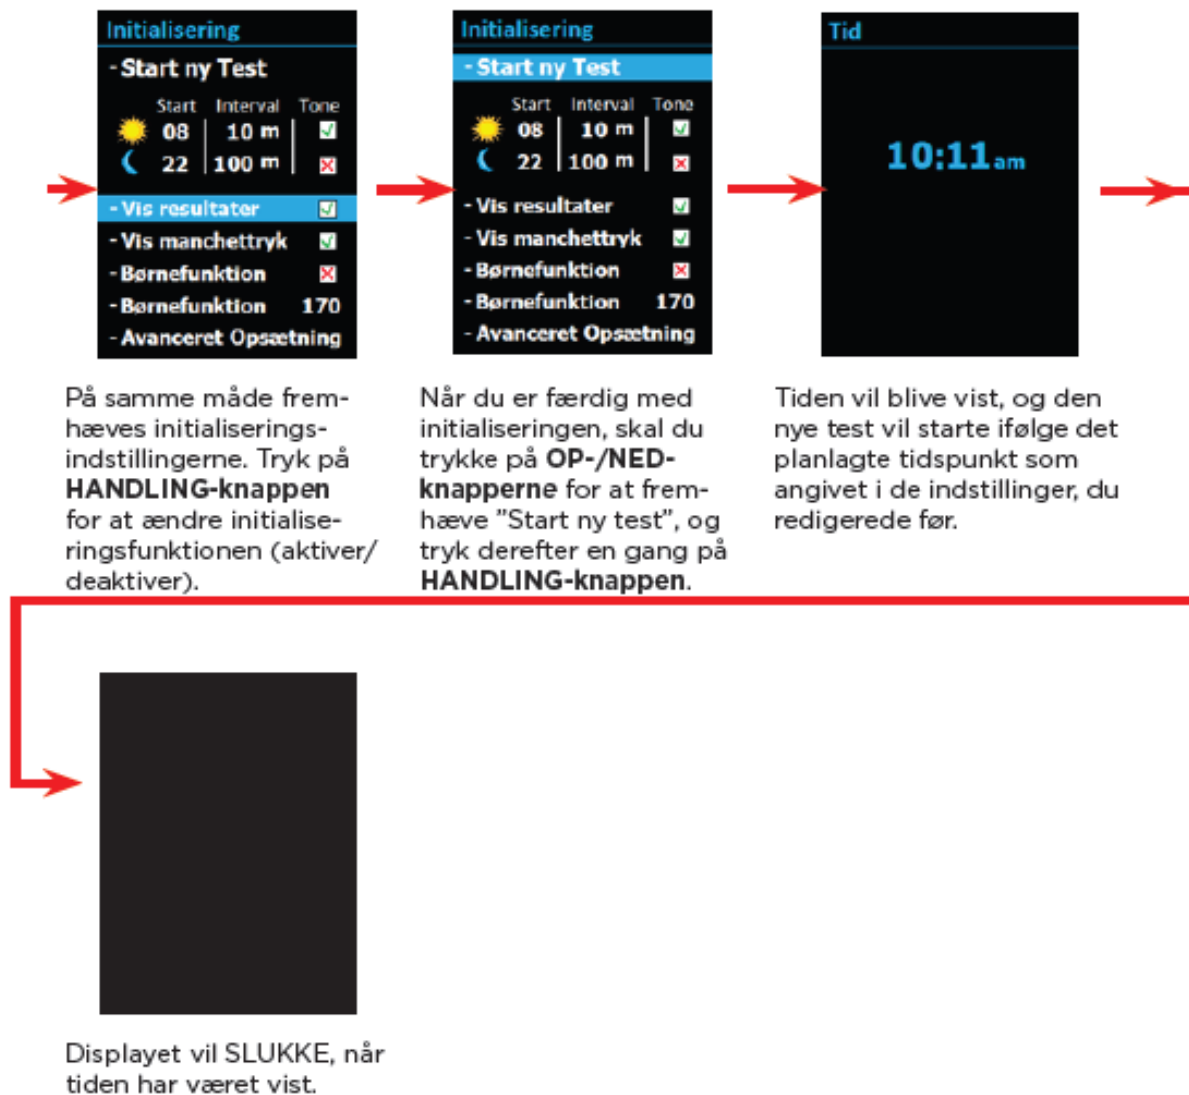 Initialisering
- Start ny Test
Start Interval Tone
08 10 m
22 100 m
- Vis resultater
- Vis manchettryk
- Børnefunktion
- Børnefunktion 170
- Avanceret Opsætning
På samme måde frem-
hæves initialiserings-
indstillingerne. Tryk på
HANDLING-knappen
for at ændre initialise-
ringsfunktionen (aktiver/
deaktiver).
Initialisering
- Start ny Test
Start Interval Tone
08 10 m
22 100 m
- Vis resultater
- Vis manchettryk
- Børnefunktion
- Børnefunktion 170
- Avanceret Opsætning
Når du er færdig med
initialiseringen, skal du
trykke på OP-/NED-
knapperne for at frem-
hæve ”Start ny test”, og
tryk derefter en gang på
HANDLING-knappen.
Tid
10:11am
Tiden vil blive vist, og den
nye test vil starte ifølge det
planlagte tidspunkt som
angivet i de indstillinger, du
redigerede før.
Displayet vil SLUKKE, når
tiden har været vist.